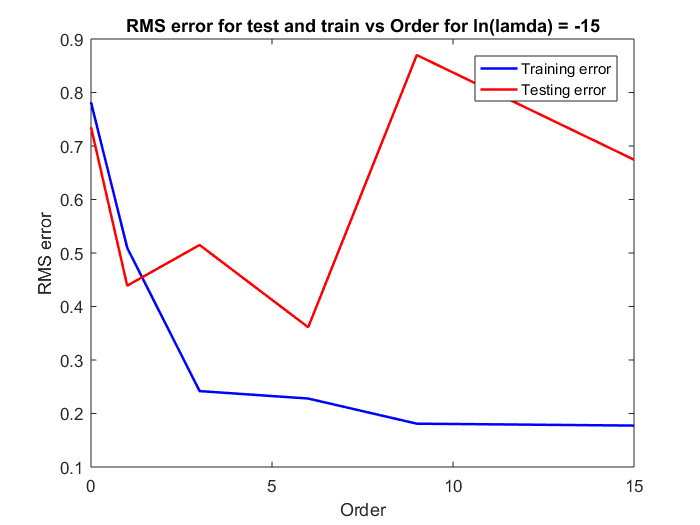 RMS error for test and train vs Order for ln(lamda) = -15
Training error
Testing error
0.9
0.8
0.7
0.6
0.5
0.4
0.3
0.2
0.1
RMS error
0 5 10 15
Order